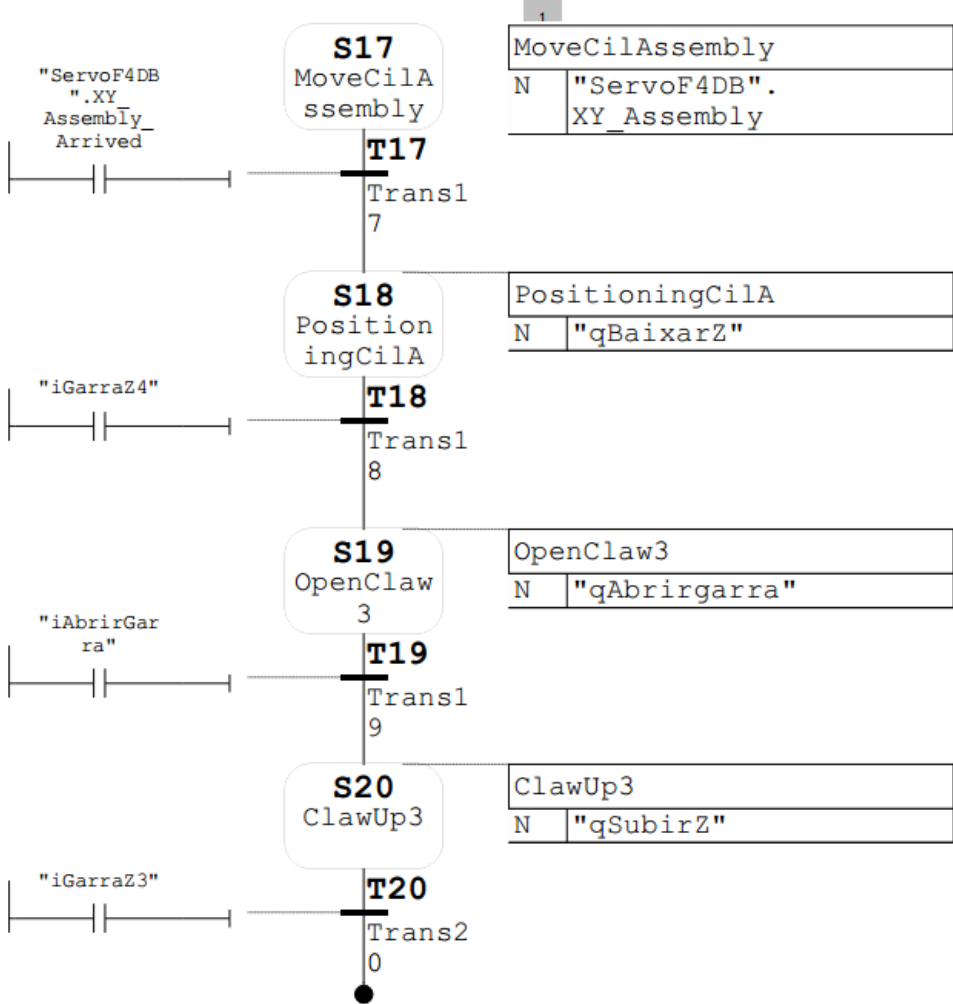 1
S17
MoveCilA
ssembly
MoveCilAssembly
N "ServoF4DB".
XY_Assembly
"ServoF4DB
".XY_
Assembly_
Arrived
T17
Trans1
7
S18
Position
ingCilA
PositioningCilA
N "qBaixarZ"
"iGarraZ4"
T18
Trans1
8
S19
OpenClaw
3
OpenClaw3
N "qAbrirgarra"
"iAbrirGar
ra"
T19
Trans1
9
S20
ClawUp3
ClawUp3
N "qSubirZ"
"iGarraZ3"
T20
Trans2
0